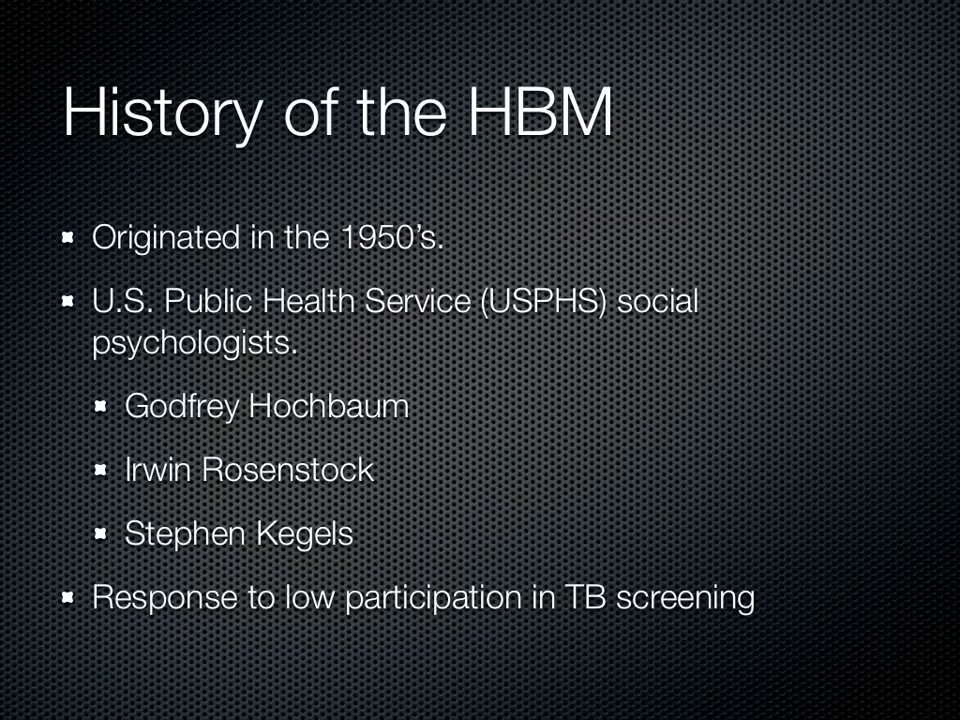 History of the HBM
Originated in the 1950’s.
U.S. Public Health Service (USPHS) social
psychologists.
Godfrey Hochbaum
Irwin Rosenstock
Stephen Kegels
Response to low participation in TB screening